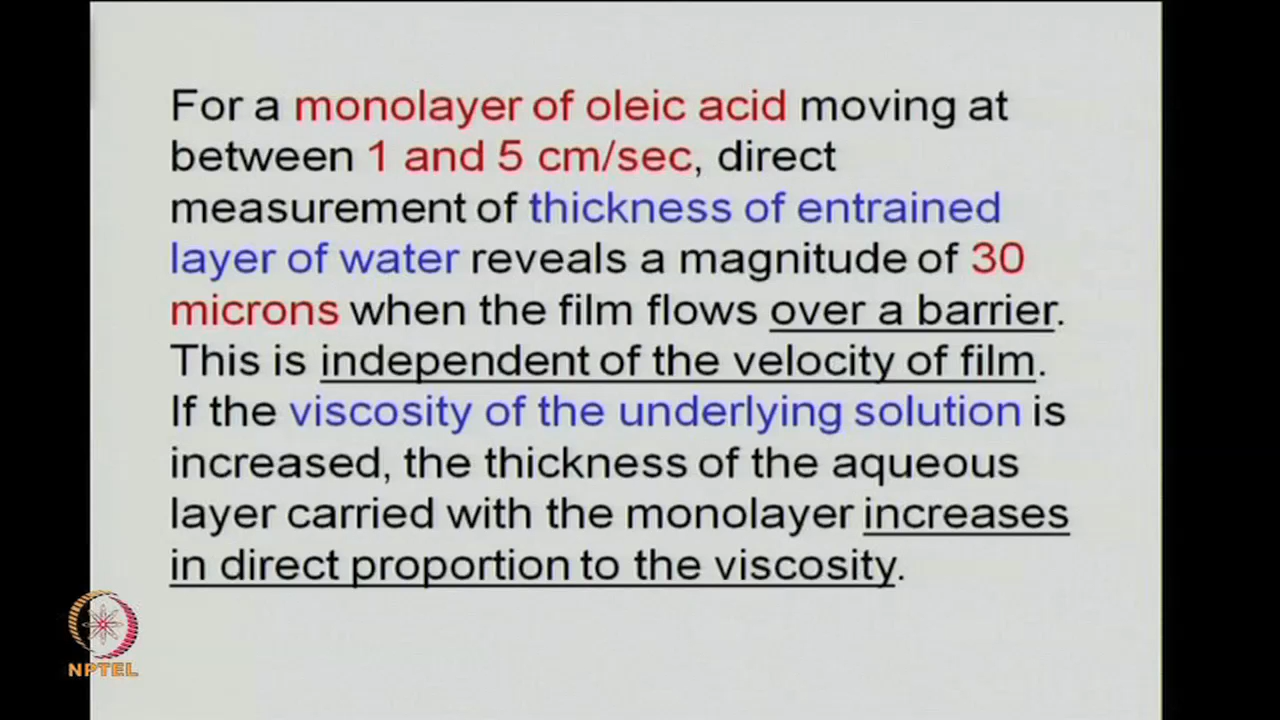 For a monolayer of oleic acid moving at
between 1 and 5 cm/sec, direct
measurement of thickness of entrained
layer of water reveals a magnitude of 30
microns when the film flows over a barrier.
This is independent of the velocity of film.
If the viscosity of the underlying solution is
increased, the thickness of the aqueous
layer carried with the monolayer increases
in direct proportion to the viscosity.
NPTEL